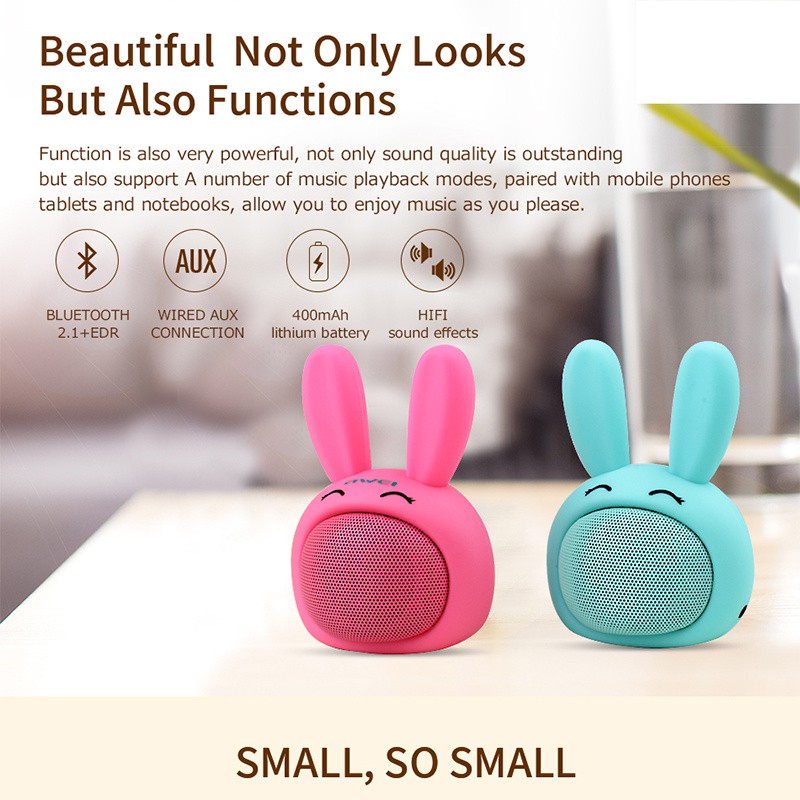 Beautiful Not Only Looks
But Also Functions
Function is also very powerful, not only sound quality is outstanding
but also support A number of music playback modes, paired with mobile phones
tablets and notebooks, allow you to enjoy music as you please.
AUX
BLUETOOTH
2.1+EDR
WIRED AUX
CONNECTION
400mAh
lithium battery
HIFI
sound effects
awei
SMALL, SO SMALL